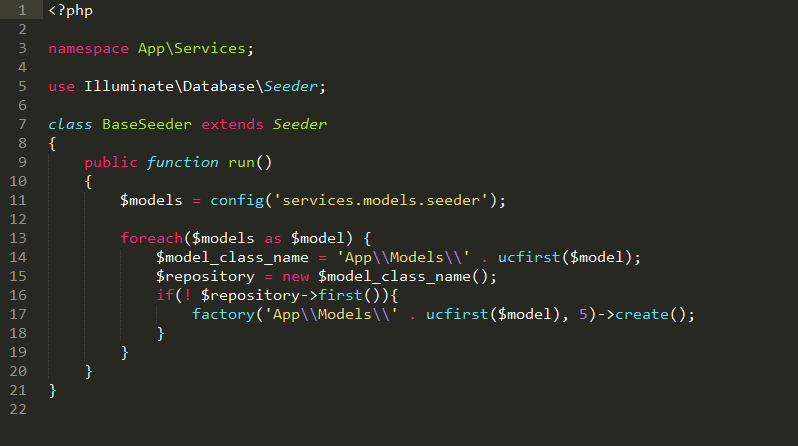 1 <?php
2
3 namespace App\Services;
4
5 use Illuminate\Database\Seeder;
6
7 class BaseSeeder extends Seeder
8 {
9     public function run()
10     {
11         $models = config('services.models.seeder');
12
13         foreach($models as $model) {
14             $model_class_name = 'App\\Models\\' . ucfirst($model);
15             $repository = new $model_class_name();
16             if(! $repository->first()){
17                 factory('App\\Models\\' . ucfirst($model), 5)->create();
18             }
19         }
20     }
21 }
22